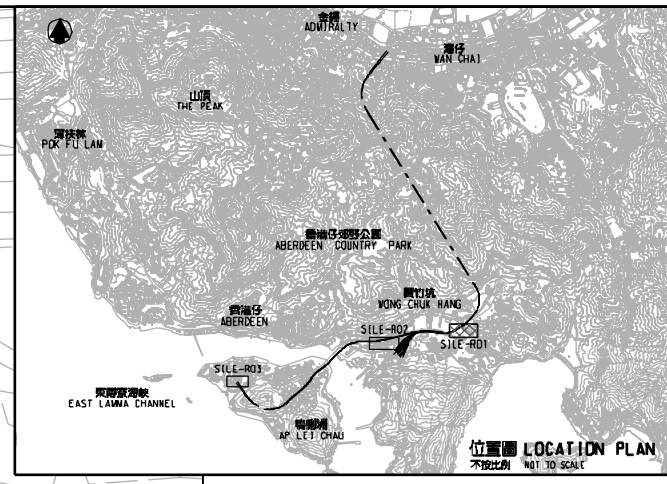 金鐘
ADMIRALTY
灣仔
WAN CHAI
山頂
THE PEAK
薄扶林
POK FU LAM
香港仔郊野公園
ABERDEEN COUNTRY PARK
黃竹坑
WONG CHUK HANG
香港仔
ABERDEEN
SILE-R02
SILE-R01
SILE-R03
東博寮海峽
EAST LAMMA CHANNEL
鴨脷洲
AP LEI CHAU
位置圖 LOCATION PLAN
不按比例 NOT TO SCALE